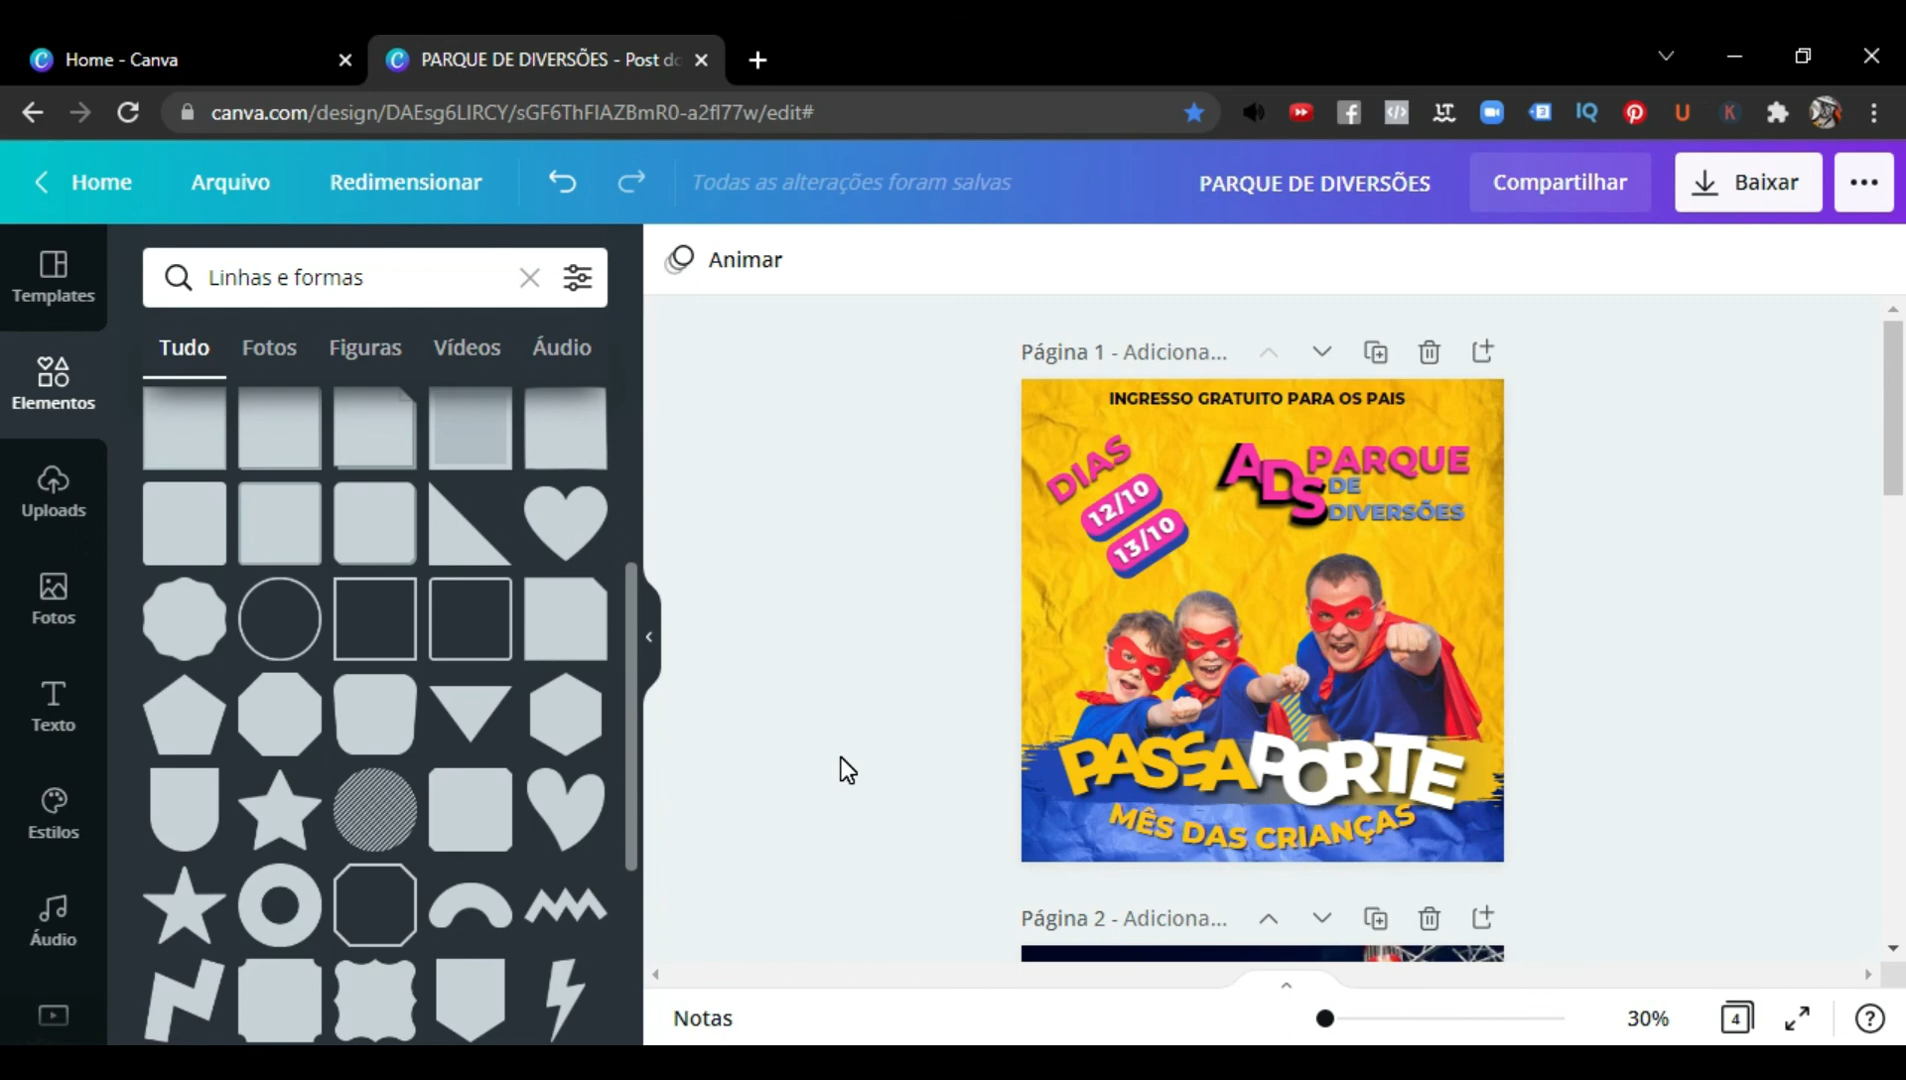 Home - Canva
PARQUE DE DIVERSÕES - Post do
canva.com/design/DAEsg6LIRCY/sGF6ThFIAZBmR0-a2fl77w/edit#
Home
Arquivo
Redimensionar
Todas as alterações foram salvas
PARQUE DE DIVERSÕES
Compartilhar
Baixar
Templates
Elementos
Uploads
Fotos
Texto
Estilos
Áudio
Linhas e formas
Tudo
Fotos
Figuras
Vídeos
Áudio
Animar
Página 1 - Adiciona...
INGRESSO GRATUITO PARA OS PAIS
DIAS
12/10
13/10
ADS
PARQUE
DE
DIVERSÕES
PASSAPORTE
MÊS DAS CRIANÇAS
Página 2 - Adiciona...
Notas
30%
4